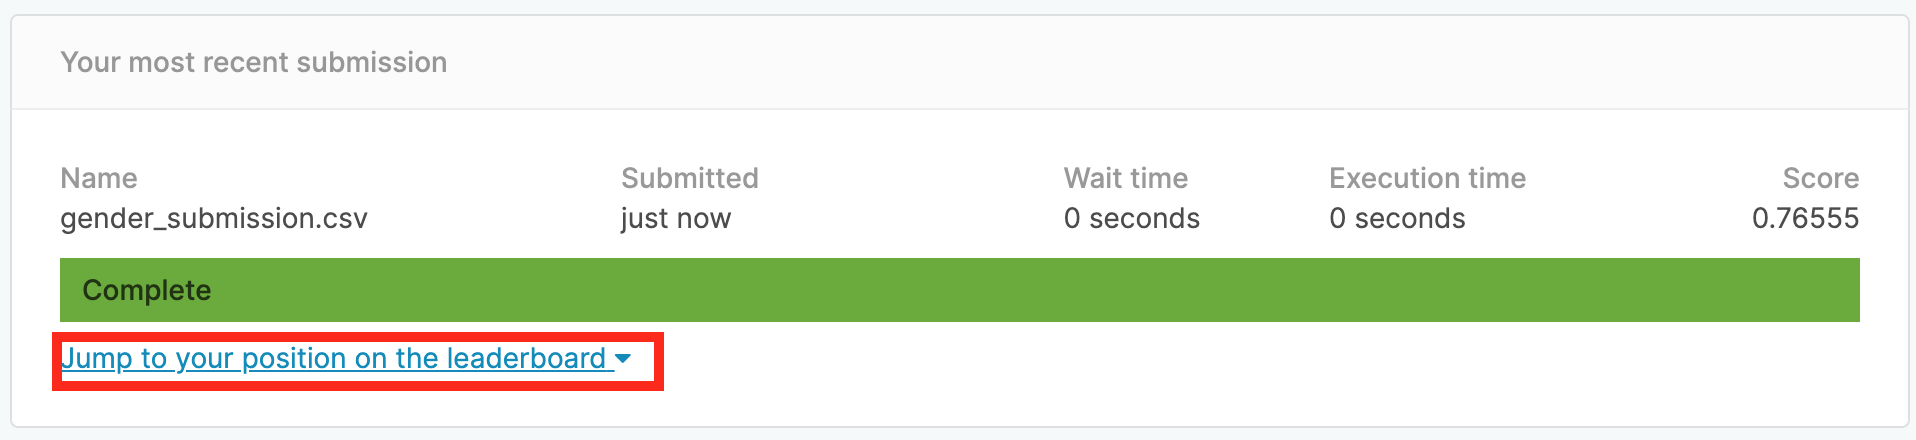 Your most recent submission
Name Submitted Wait time Execution time Score
gender_submission.csv just now 0 seconds 0 seconds 0.76555
Complete
Jump to your position on the leaderboard